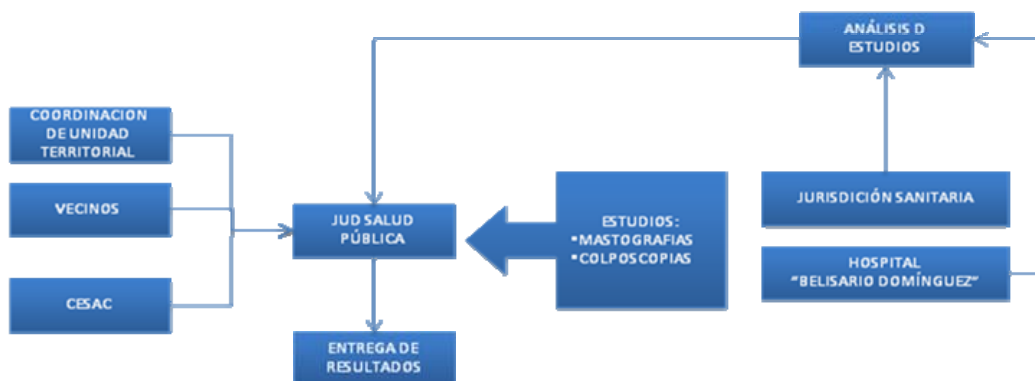 ANÁLISIS D
ESTUDIOS
COORDINACION
DE UNIDAD
TERRITORIAL
VECINOS
CESAC
JUD SALUD
PÚBLICA
ESTUDIOS:
▪MASTOGRAFIAS
▪COLPOSCOPIAS
JURISDICIÓN SANITARIA
HOSPITAL
"BELISARIO DOMÍNGUEZ"
ENTREGA DE
RESULTADOS